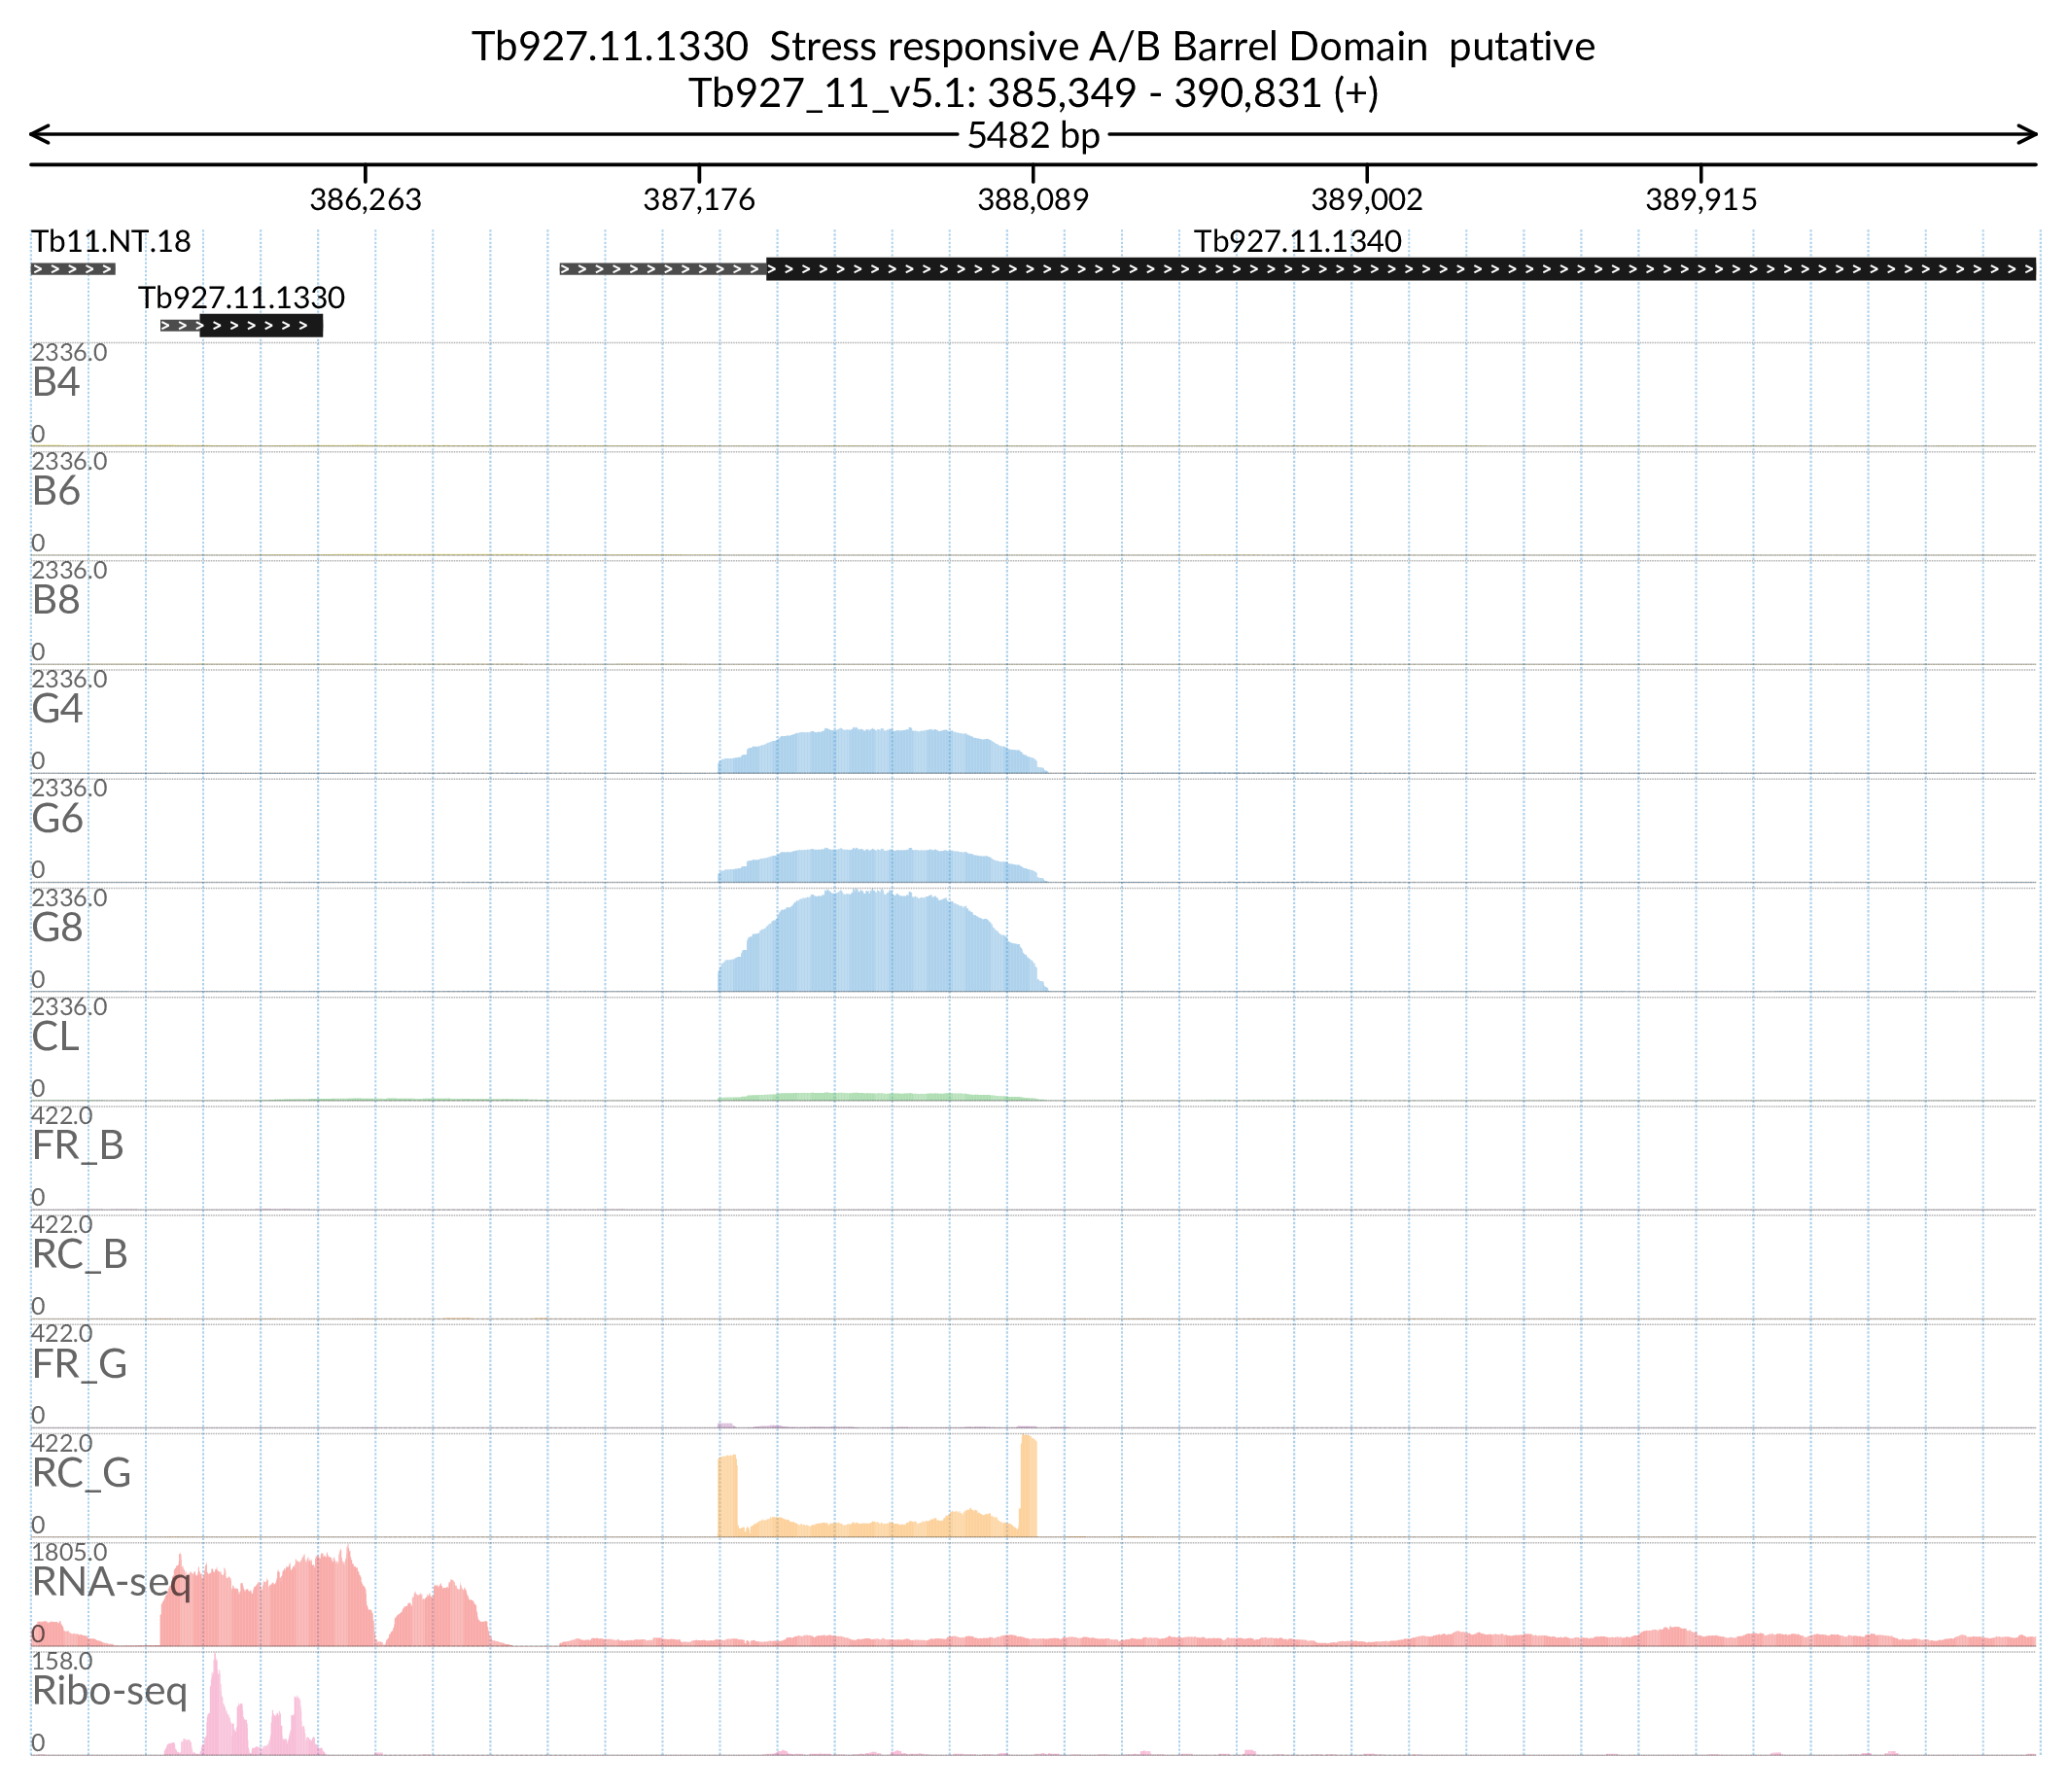 Tb927.11.1330  Stress responsive A/B Barrel Domain  putative
Tb927_11_v5.1: 385,349 - 390,831 (+)
5482 bp
386,263 387,176 388,089 389,002 389,915
Tb11.NT.18 Tb927.11.1340
Tb927.11.1330
2336.0
B4
0
2336.0
B6
0
2336.0
B8
0
2336.0
G4
0
2336.0
G6
0
2336.0
G8
0
2336.0
CL
0
422.0
FR_B
0
422.0
RC_B
0
422.0
FR_G
0
422.0
RC_G
0
1805.0
RNA-seq
0
158.0
Ribo-seq
0